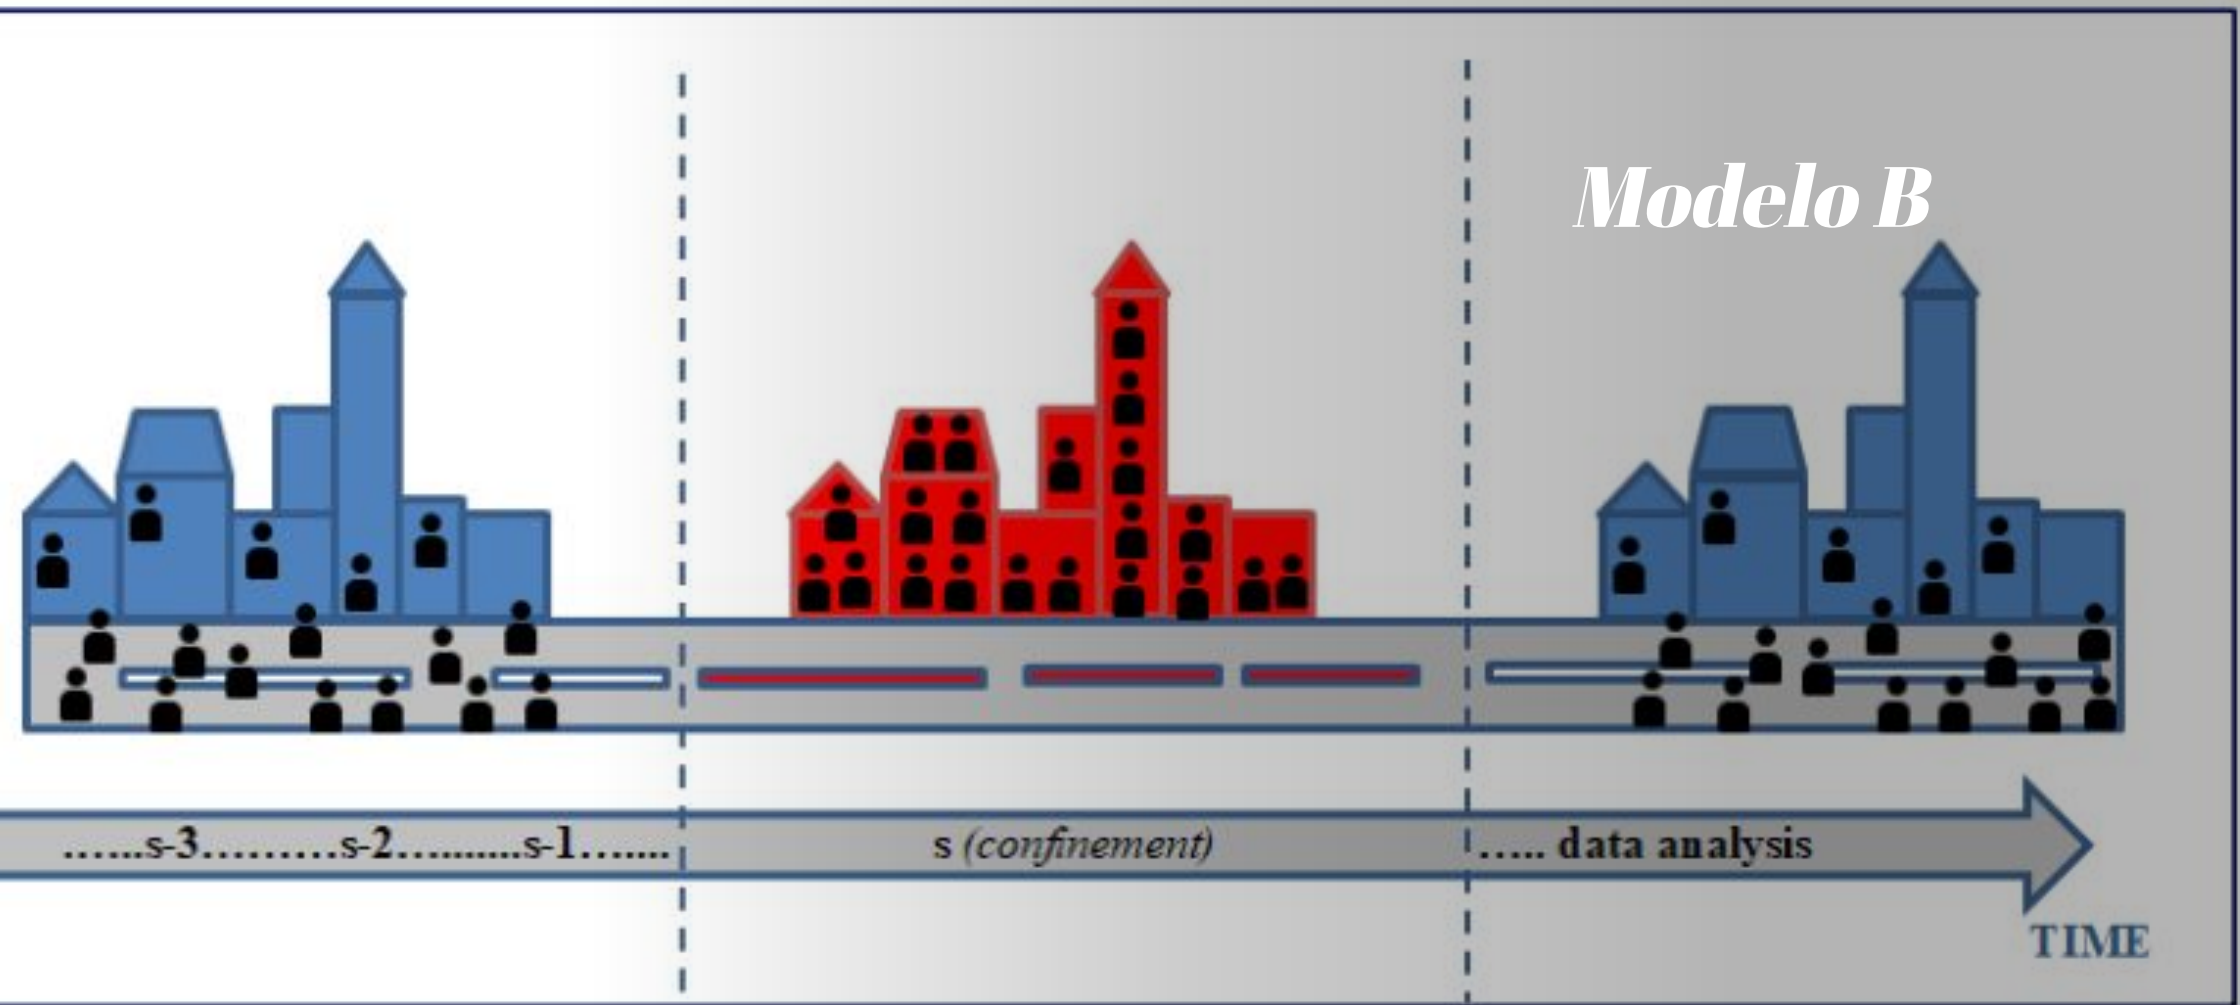 Modelo B
......s-3.........s-2...........s-1.......
s (confinement)
..... data analysis
TIME